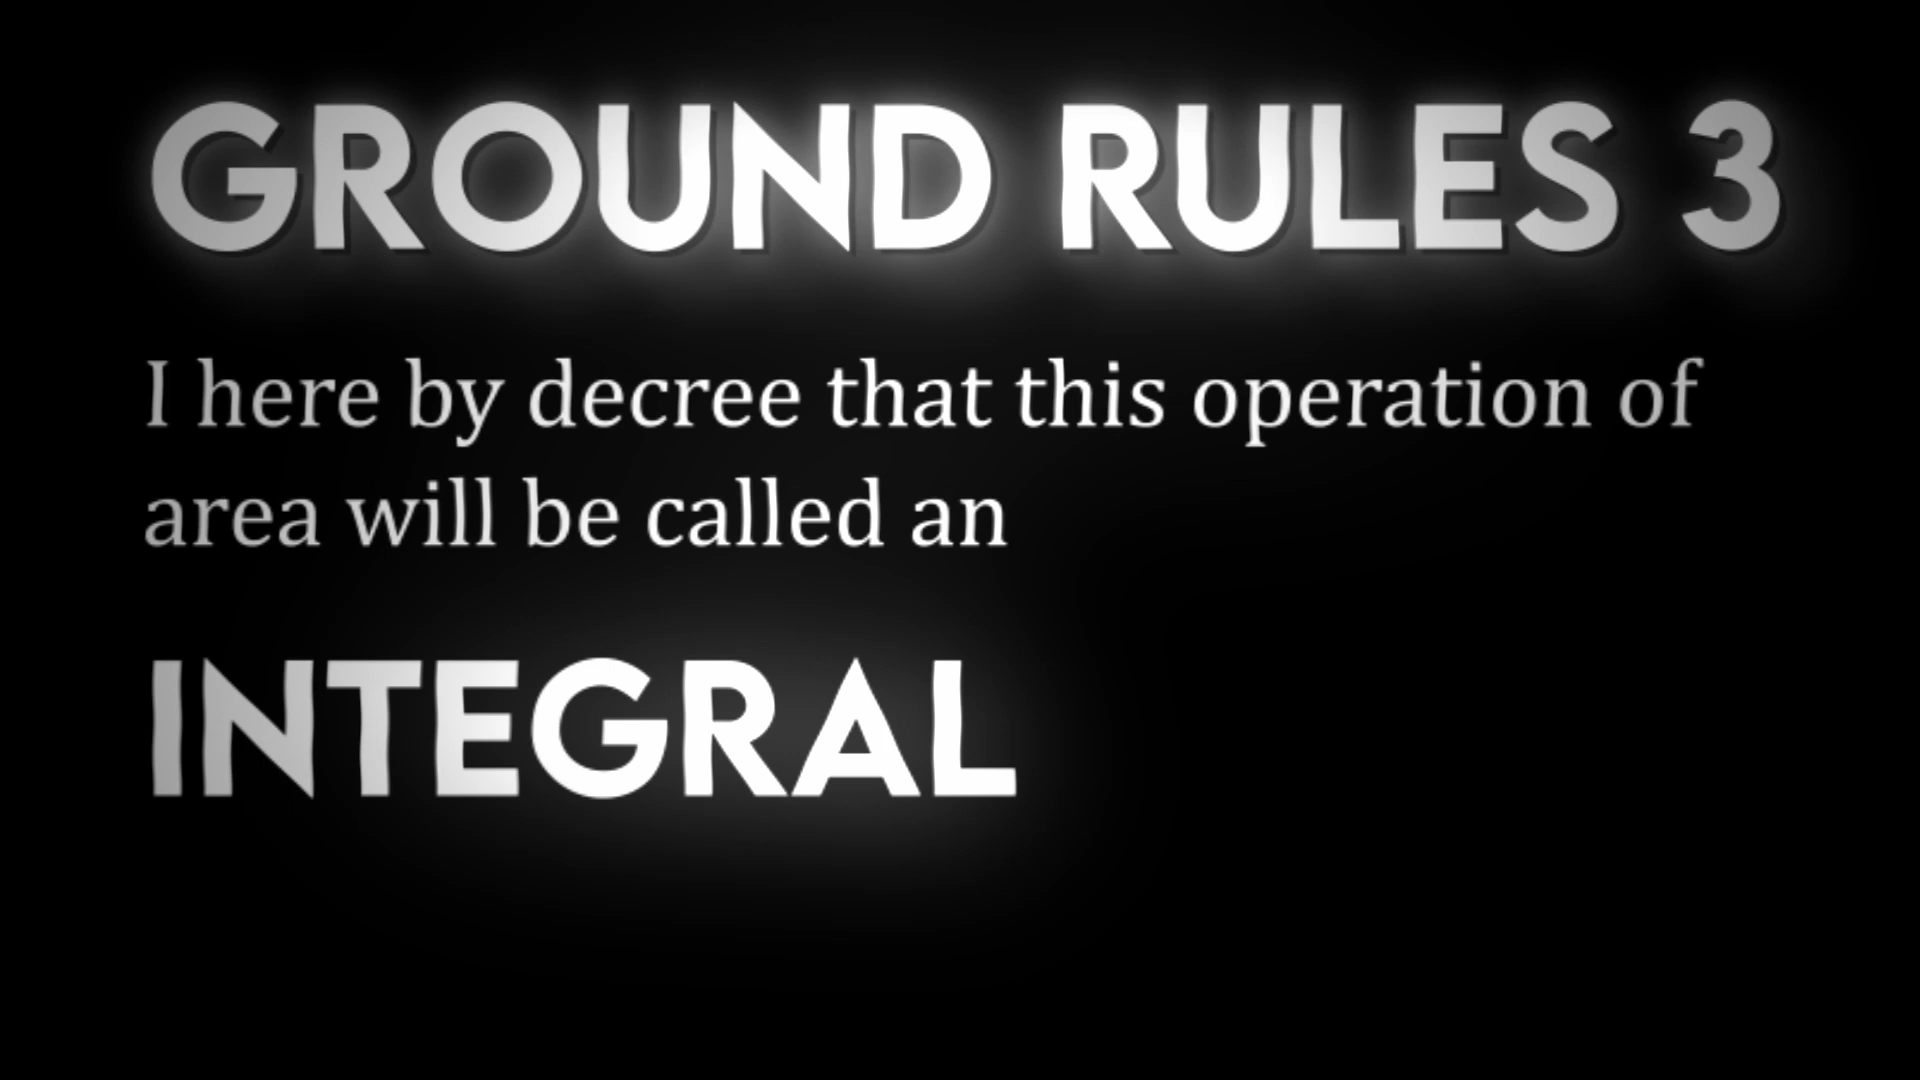 GROUND RULES 3
I here by decree that this operation of
area will be called an
INTEGRAL